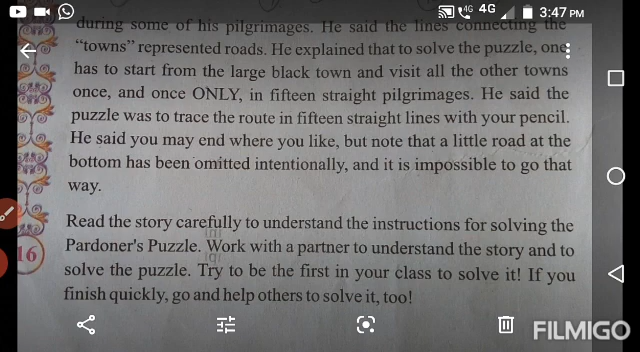 4G 4G 3:47 PM
during some of his pilgrimages. He said the lines connecting the
“towns” represented roads. He explained that to solve the puzzle, one
has to start from the large black town and visit all the other towns
once, and once ONLY, in fifteen straight pilgrimages. He said the
puzzle was to trace the route in fifteen straight lines with your pencil.
He said you may end where you like, but note that a little road at the
bottom has been omitted intentionally, and it is impossible to go that
way.
Read the story carefully to understand the instructions for solving the
Pardoner's Puzzle. Work with a partner to understand the story and to
16
solve the puzzle. Try to be the first in your class to solve it! If you
finish quickly, go and help others to solve it, too!
FILMIGO